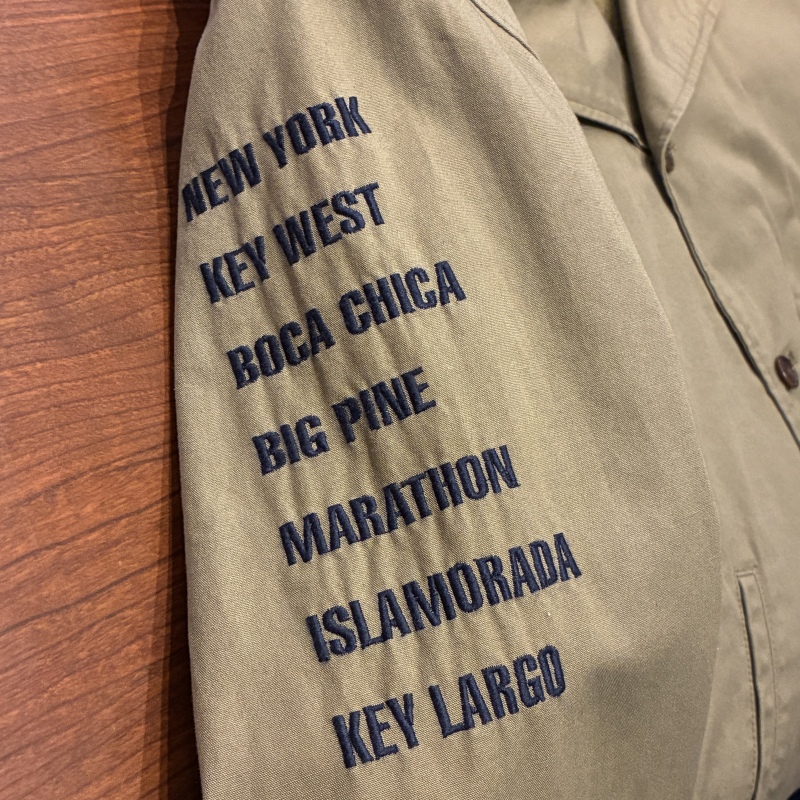 NEW YORK
KEY WEST
BOCA CHICA
BIG PINE
MARATHON
ISLAMORADA
KEY LARGO